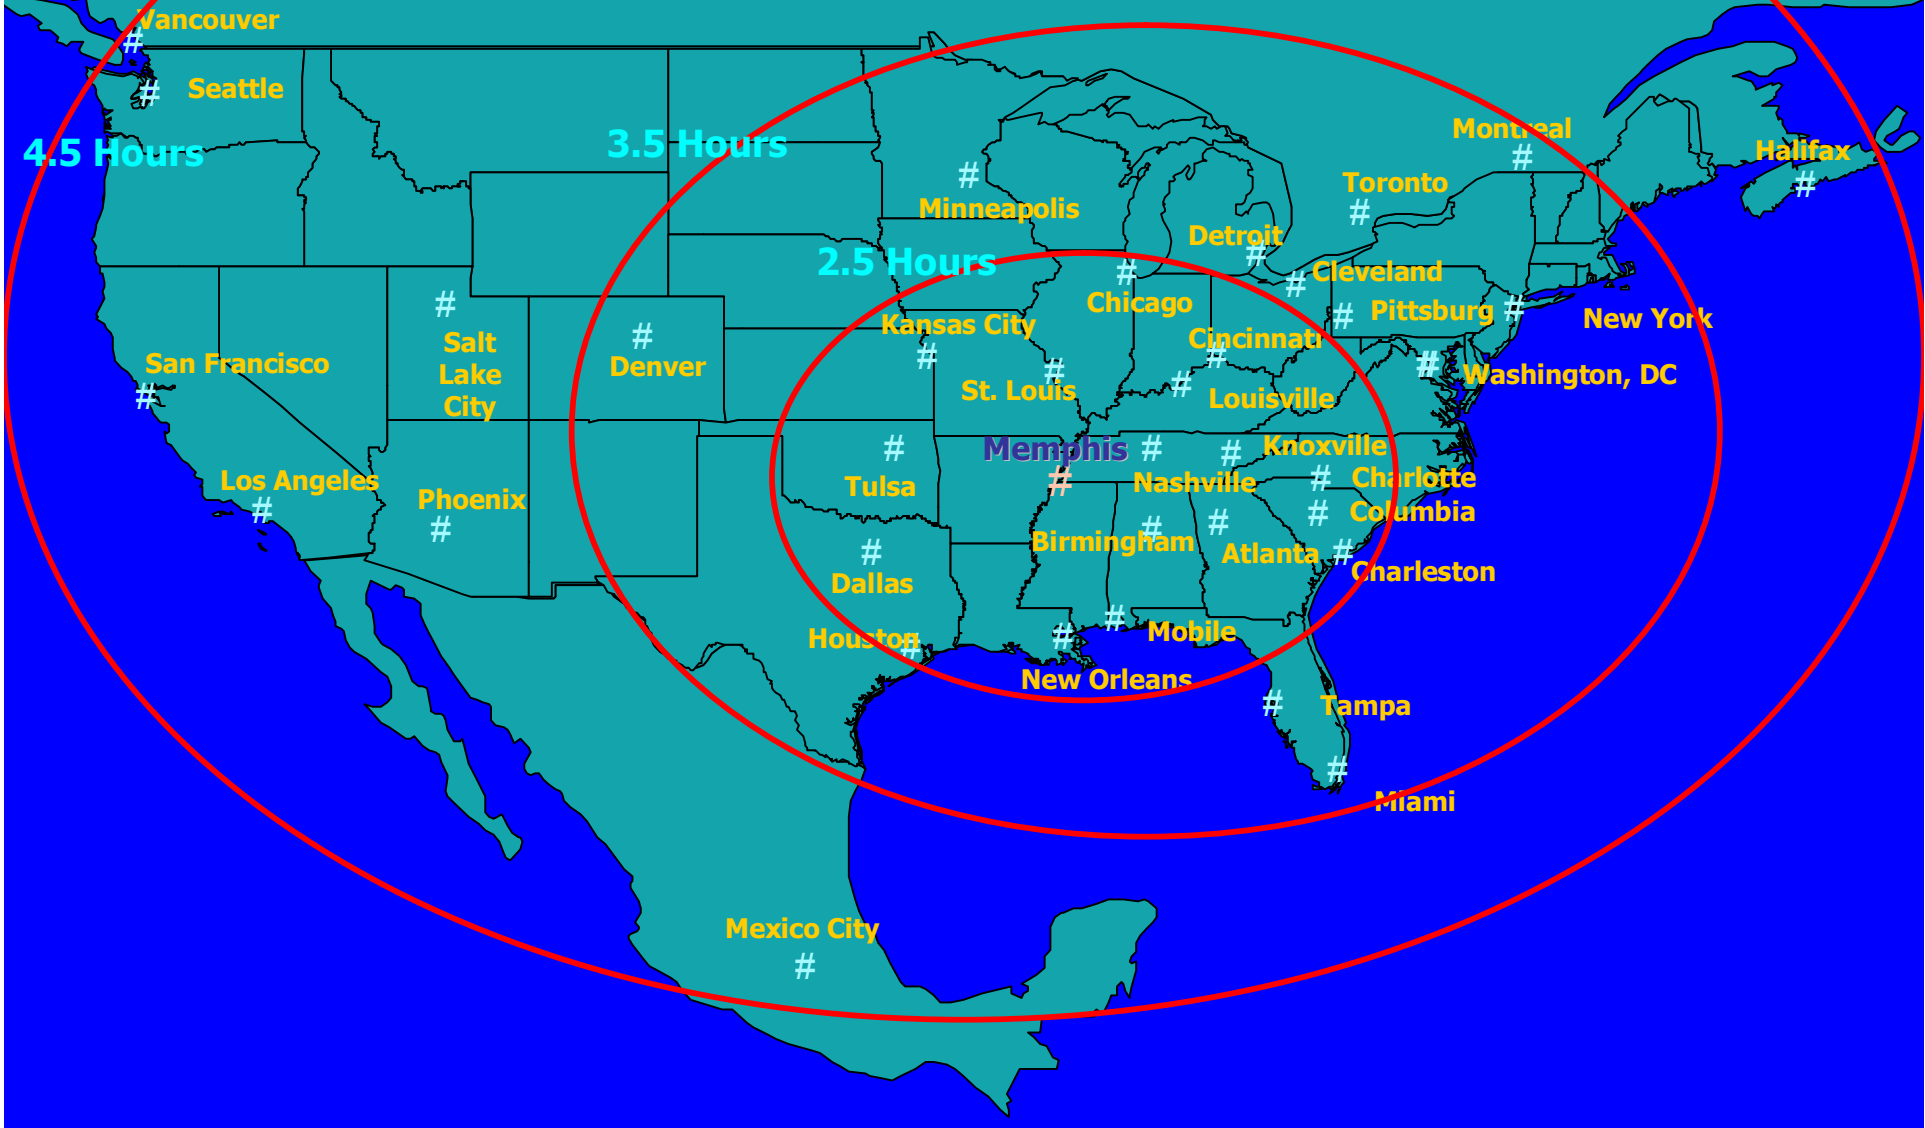 Vancouver
#
Seattle
#
4.5 Hours
3.5 Hours
Montreal
#
Halifax
#
Toronto
#
#
Minneapolis
Detroit
#
2.5 Hours
#
Chicago
Cleveland
#
Pittsburg
#
#
New York
#
Salt
Lake
City
#
Denver
Kansas City
#
Cincinnati
#
San Francisco
#
St. Louis
#
#
Louisville
##
Washington, DC
Memphis
#
#
Nashville
#
Knoxville
#
Charlotte
#
Tulsa
Los Angeles
#
Phoenix
#
#
Columbia
#
Dallas
Birmingham
#
#
Atlanta
#
Charleston
Houston
#
#
New Orleans
#
Mobile
#
Tampa
#
Miami
Mexico City
#